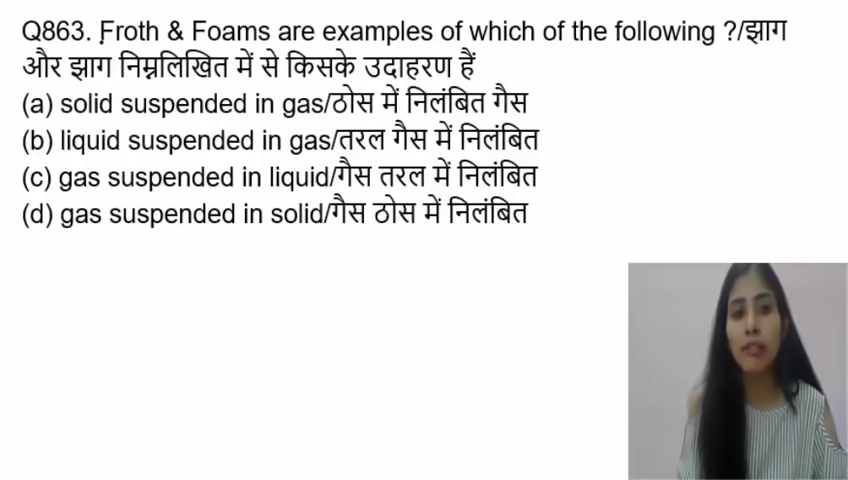 Q863. Froth & Foams are examples of which of the following ?/झाग
और झाग निम्नलिखित में से किसके उदाहरण हैं
(a) solid suspended in gas/ठोस में निलंबित गैस
(b) liquid suspended in gas/तरल गैस में निलंबित
(c) gas suspended in liquid/गैस तरल में निलंबित
(d) gas suspended in solid/गैस ठोस में निलंबित